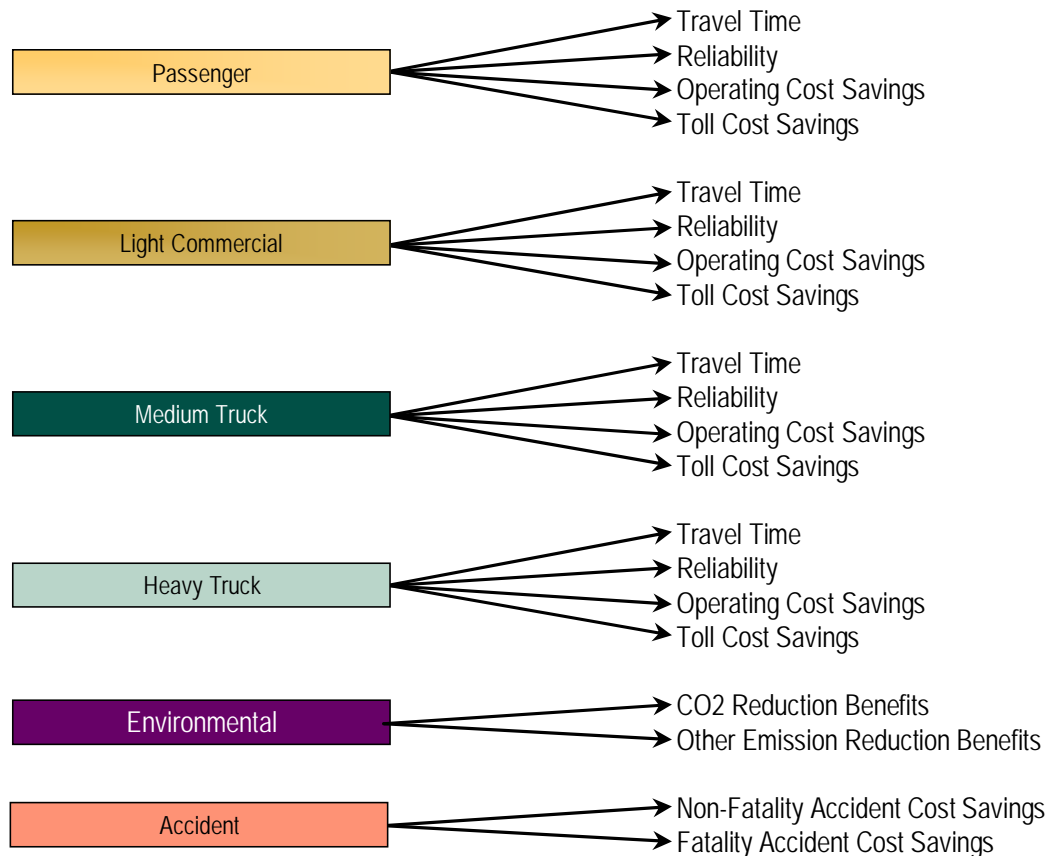 Passenger
Travel Time
Reliability
Operating Cost Savings
Toll Cost Savings
Light Commercial
Travel Time
Reliability
Operating Cost Savings
Toll Cost Savings
Medium Truck
Travel Time
Reliability
Operating Cost Savings
Toll Cost Savings
Heavy Truck
Travel Time
Reliability
Operating Cost Savings
Toll Cost Savings
Environmental
CO2 Reduction Benefits
Other Emission Reduction Benefits
Accident
Non-Fatality Accident Cost Savings
Fatality Accident Cost Savings